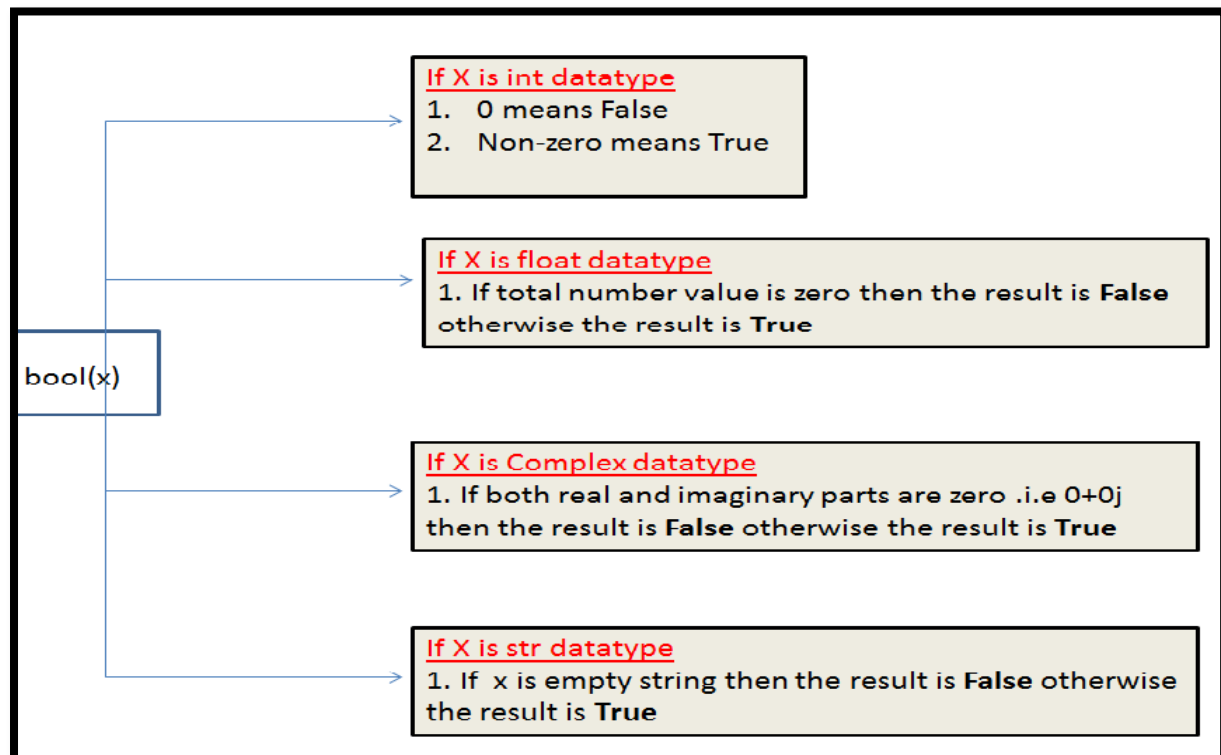 If X is int datatype
1. 0 means False
2. Non-zero means True
If X is float datatype
1. If total number value is zero then the result is False
otherwise the result is True
bool(x)
If X is Complex datatype
1. If both real and imaginary parts are zero .i.e 0+0j
then the result is False otherwise the result is True
If X is str datatype
1. If x is empty string then the result is False otherwise
the result is True